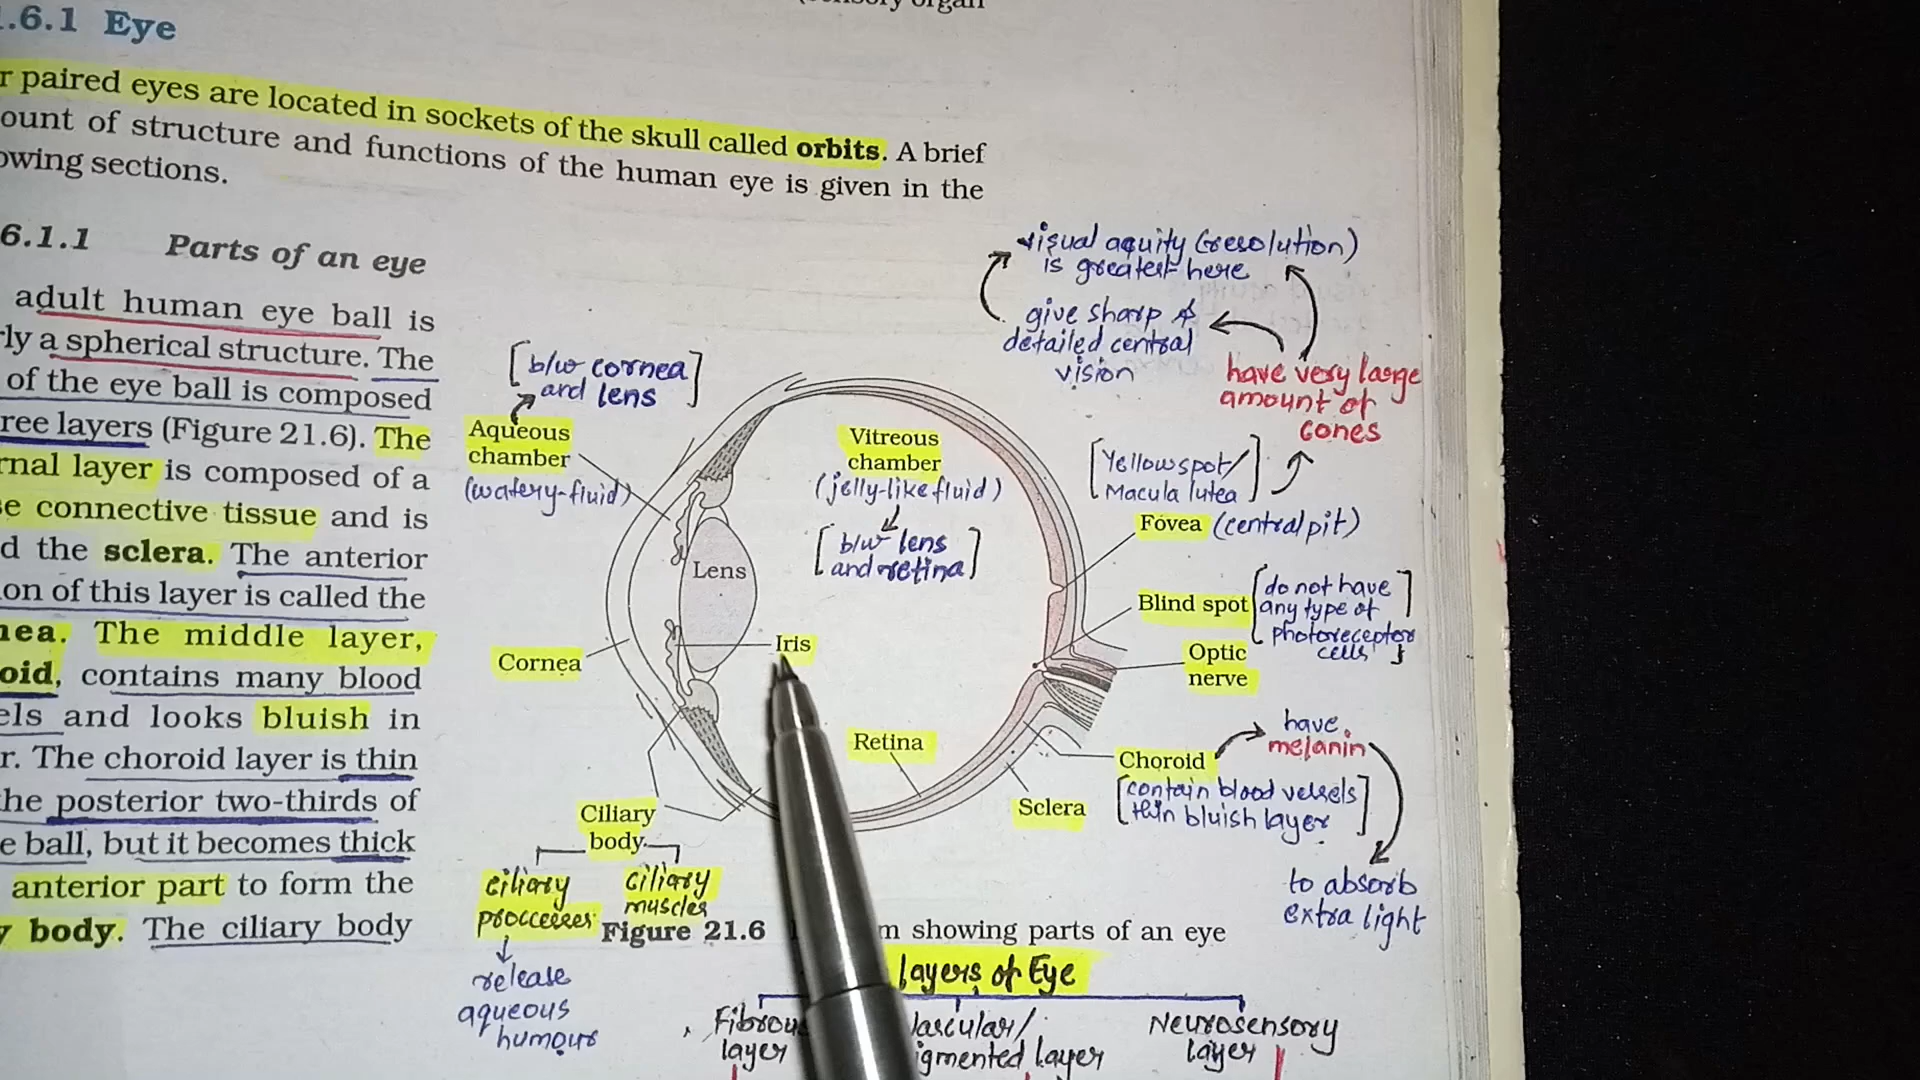 .6.1 Eye
r paired eyes are located in sockets of the skull called orbits. A brief
ount of structure and functions of the human eye is given in the
owing sections.
6.1.1 Parts of an eye
adult human eye ball is
rly a spherical structure. The
of the eye ball is composed
ree layers (Figure 21.6). The
rnal layer is composed of a
se connective tissue and is
d the sclera. The anterior
on of this layer is called the
nea. The middle layer,
oid, contains many blood
els and looks bluish in
r. The choroid layer is thin
the posterior two-thirds of
e ball, but it becomes thick
anterior part to form the
y body. The ciliary body
visual aquity (resolution)
is greatest here
give sharp &
detailed central
vision
have very large
amount of
cones
[b/w cornea
and lens]
Aqueous
chamber
(watery-fluid)
Vitreous
chamber
(jelly-like fluid)
[b/w lens
and retina]
[Yellow spot/
Macula lutea]
Fovea (central pit)
Lens
Blind spot [do not have
any type of
photoreceptor
cells]
Iris
Cornea
Optic
nerve
Retina
have
melanin
Choroid
[contain blood vessels
thin bluish layer]
Sclera
to absorb
extra light
Ciliary
body
ciliary
proccesses
ciliary
muscles
release
aqueous
humour
Figure 21.6 m showing parts of an eye
layers of Eye
Fibrous
layer
ascular/
igmented layer
Neurosensory
layer